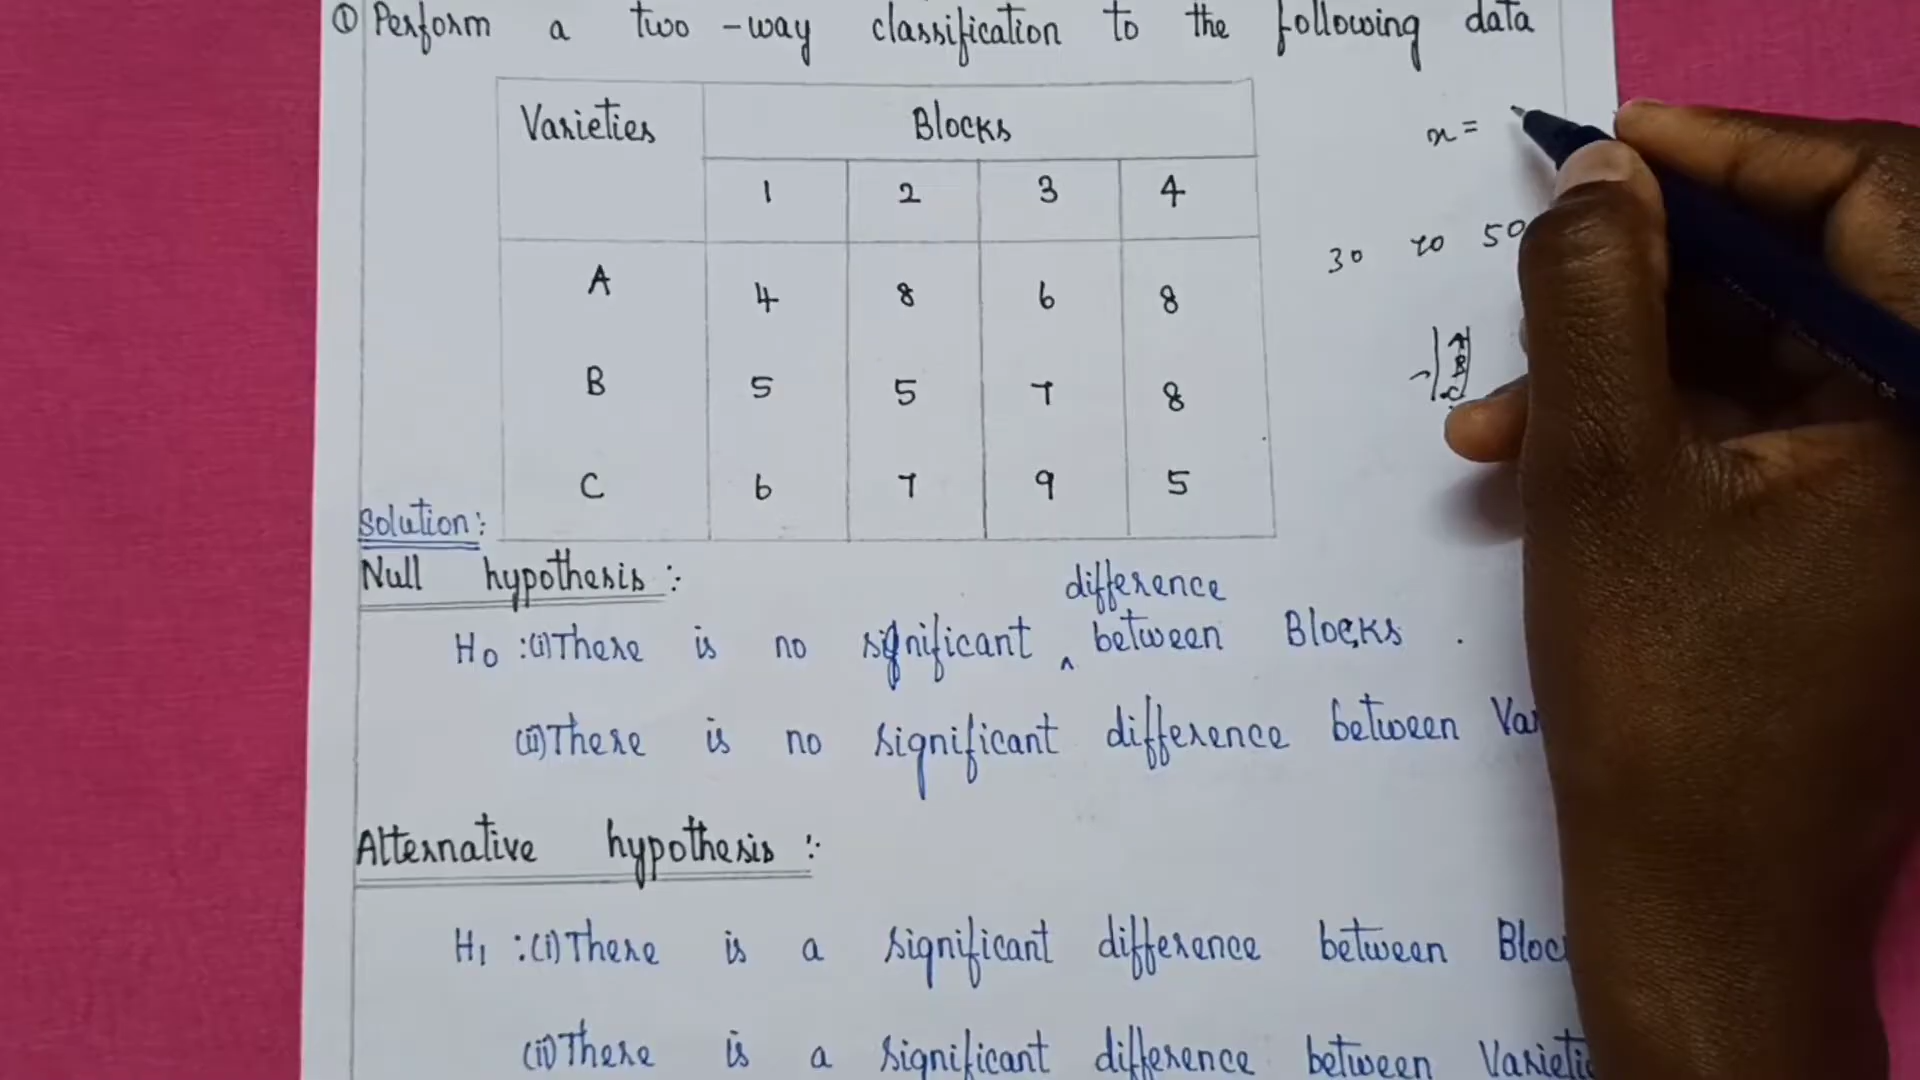 ① Perform a two-way classification to the following data
Varieties Blocks
1 2 3 4
A 4 8 6 8
B 5 5 7 8
C 6 7 9 5
n =
30 to 50
A
B
C
Solution:
Null hypothesis:
difference
H0 :(i)There is no significant ^ between Blocks.
(ii)There is no significant difference between
Alternative hypothesis:
H1 :(i)There is a significant difference between
(ii)There is a significant difference between